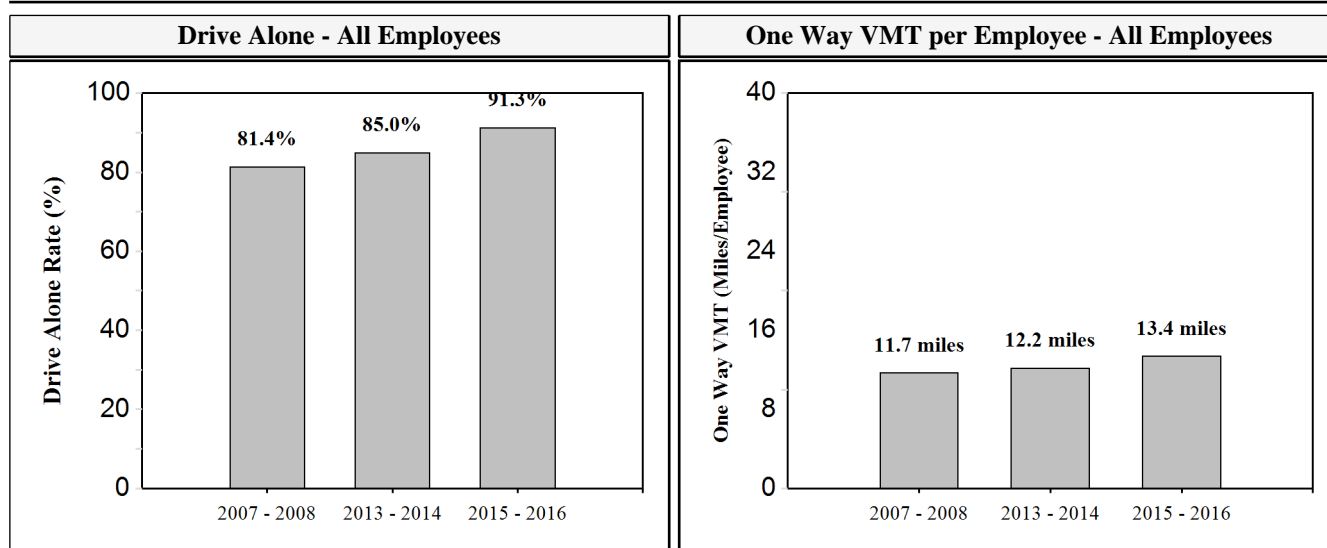 Drive Alone - All Employees
One Way VMT per Employee - All Employees
Drive Alone Rate (%)
100
80
60
40
20
0
81.4%
85.0%
91.3%
2007 - 2008
2013 - 2014
2015 - 2016
One Way VMT (Miles/Employee)
40
32
24
16
8
0
11.7 miles
12.2 miles
13.4 miles
2007 - 2008
2013 - 2014
2015 - 2016